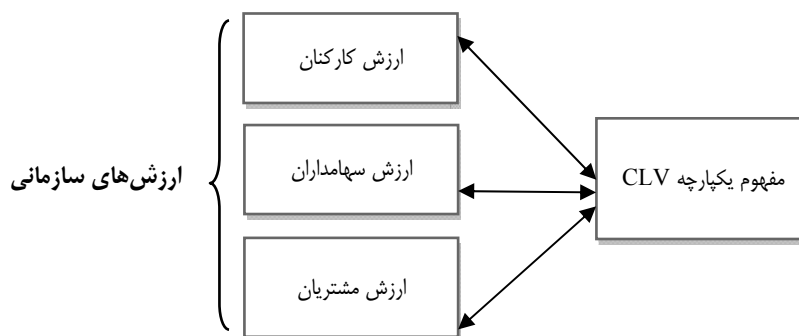 ارزش کارکنان
مفهوم یکپارچه CLV
ارزش سهامداران
ارزش‌های سازمانی
ارزش مشتریان